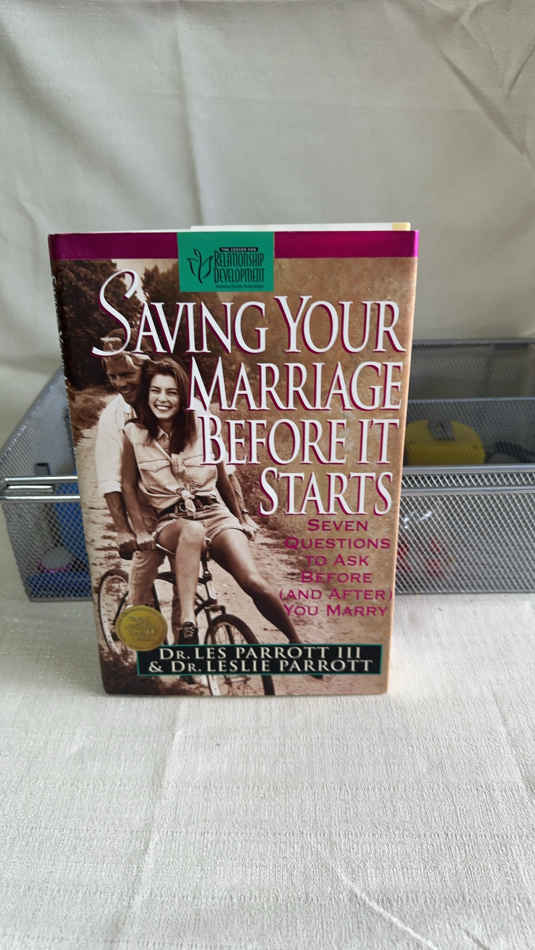 THE CENTER FOR
RELATIONSHIP
DEVELOPMENT
SAVING YOUR
MARRIAGE
BEFORE IT
STARTS
SEVEN
QUESTIONS
TO ASK
BEFORE
(AND AFTER)
YOU MARRY
DR. LES PARROTT III
& DR. LESLIE PARROTT